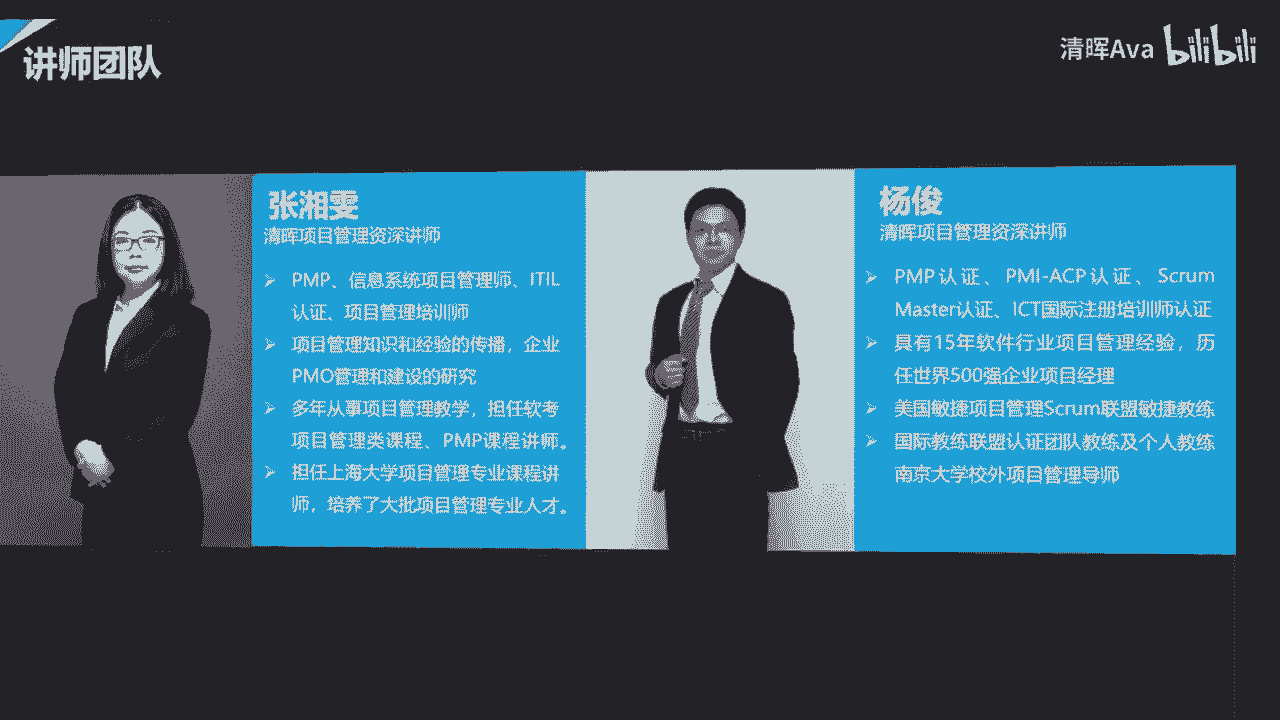 讲师团队
清晖Ava bilibili
张湘雯
清晖项目管理资深讲师
➢ PMP、信息系统项目管理师、ITIL
认证、项目管理培训师
➢ 项目管理知识和经验的传播，企业
PMO管理和建设的研究
➢ 多年从事项目管理教学，担任软考
项目管理类课程、PMP课程讲师。
➢ 担任上海大学项目管理专业课程讲
师，培养了大批项目管理专业人才。
杨俊
清晖项目管理资深讲师
➢ PMP认证、PMI-ACP认证、Scrum
Master认证、ICT国际注册培训师认证
➢ 具有15年软件行业项目管理经验，历
任世界500强企业项目经理
➢ 美国敏捷项目管理Scrum联盟敏捷教练
➢ 国际教练联盟认证团队教练及个人教练
南京大学校外项目管理导师